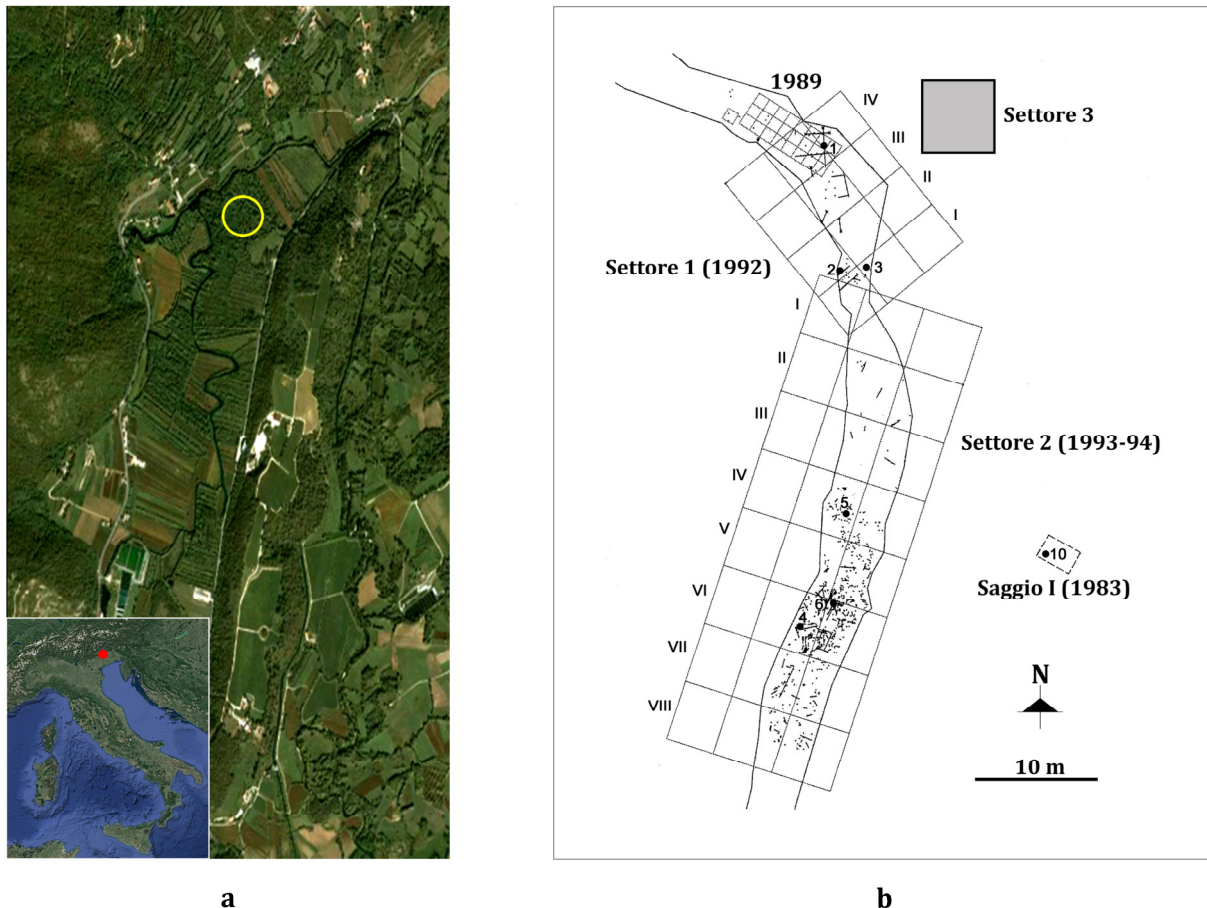 1989
IV
Settore 3
III
1
II
I
Settore 1 (1992)
2
3
I
II
III
Settore 2 (1993-94)
IV
5
V
10
Saggio I (1983)
VI
6
4
VII
N
VIII
10 m
a
b